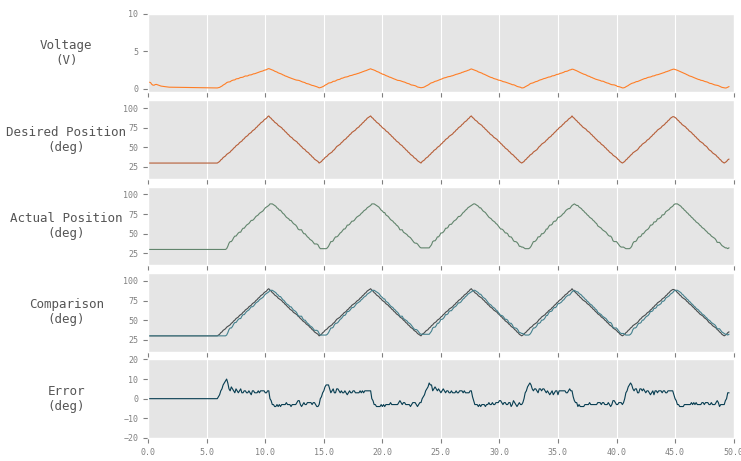 10
Voltage
(V)
5
0
100
Desired Position
(deg)
75
50
25
100
Actual Position
(deg)
75
50
25
100
Comparison
(deg)
75
50
25
20
10
Error
(deg)
0
−10
−20
0.0 5.0 10.0 15.0 20.0 25.0 30.0 35.0 40.0 45.0 50.0